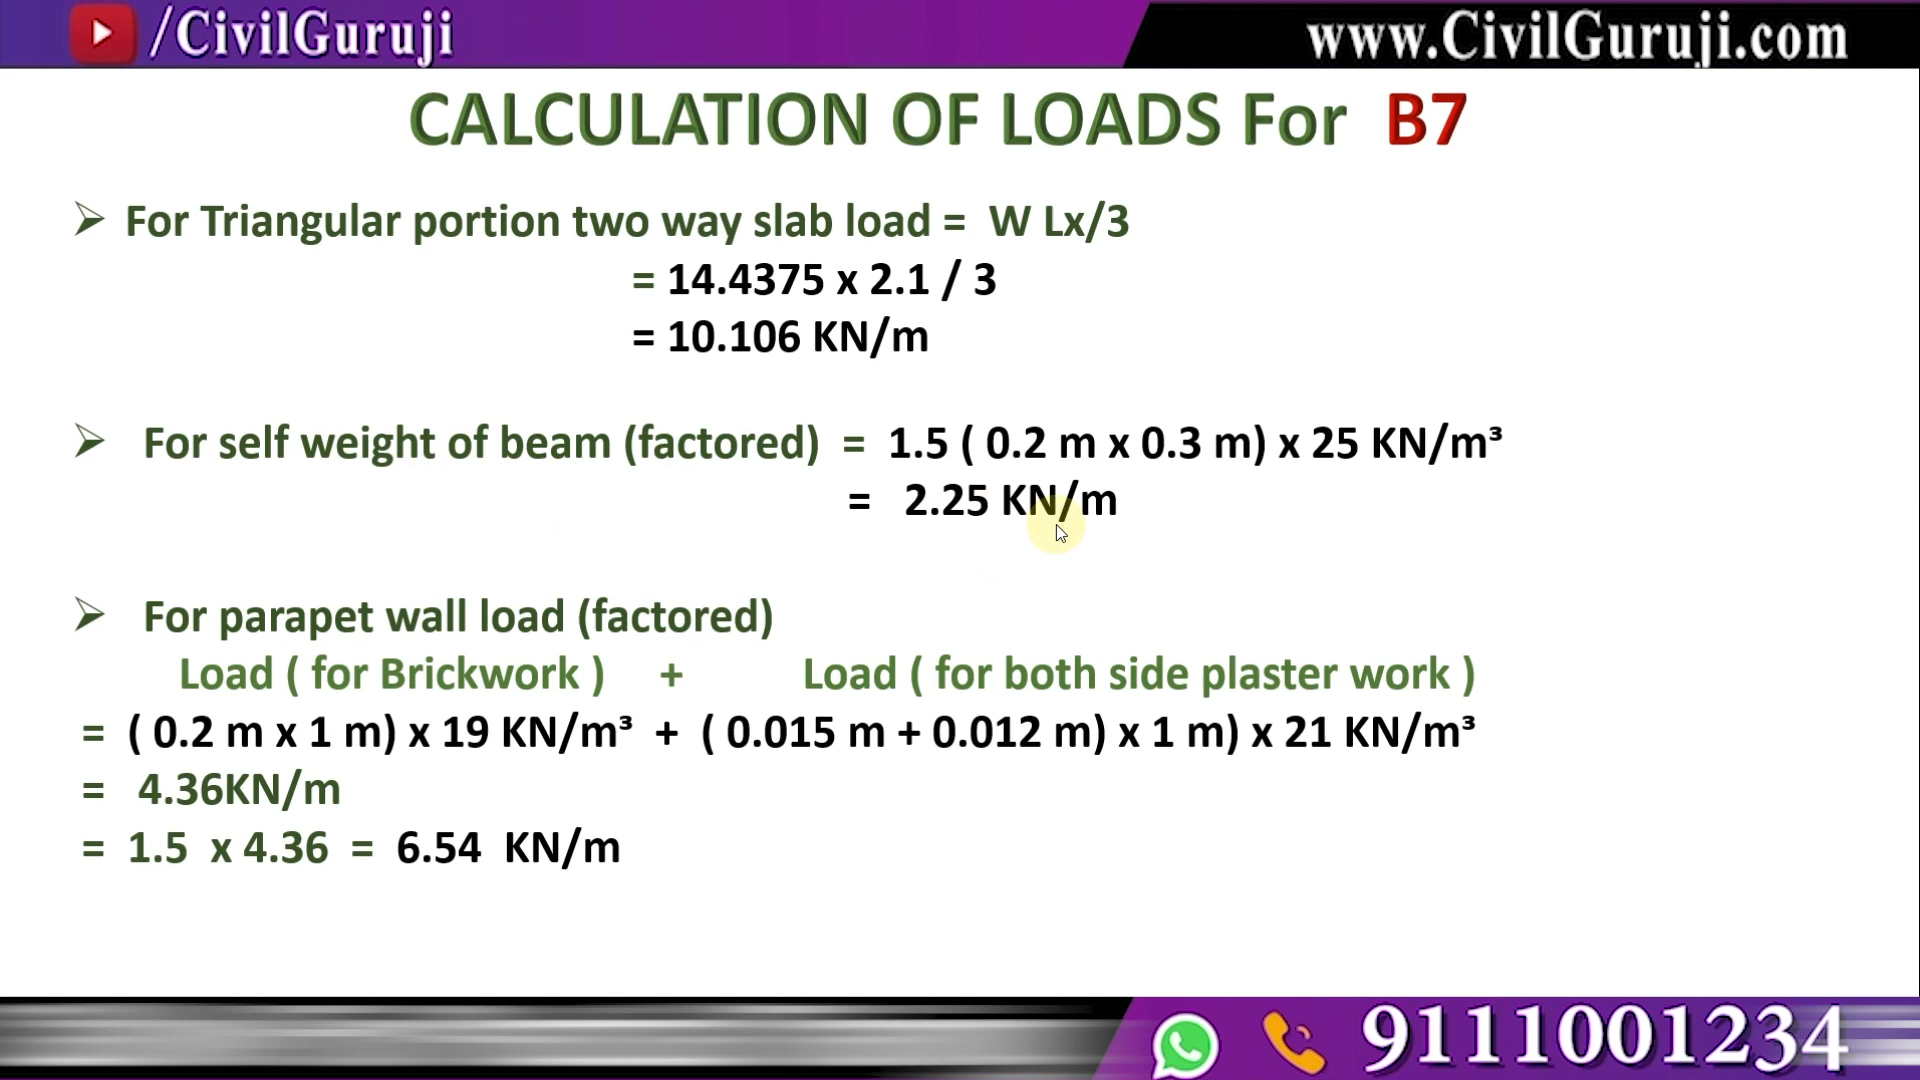 /CivilGuruji
www.CivilGuruji.com
CALCULATION OF LOADS For B7
➢ For Triangular portion two way slab load = W Lx/3
= 14.4375 x 2.1 / 3
= 10.106 KN/m
➢ For self weight of beam (factored) = 1.5 ( 0.2 m x 0.3 m) x 25 KN/m³
= 2.25 KN/m
➢ For parapet wall load (factored)
Load ( for Brickwork ) + Load ( for both side plaster work )
= ( 0.2 m x 1 m) x 19 KN/m³ + ( 0.015 m + 0.012 m) x 1 m) x 21 KN/m³
= 4.36KN/m
= 1.5 x 4.36 = 6.54 KN/m
9111001234